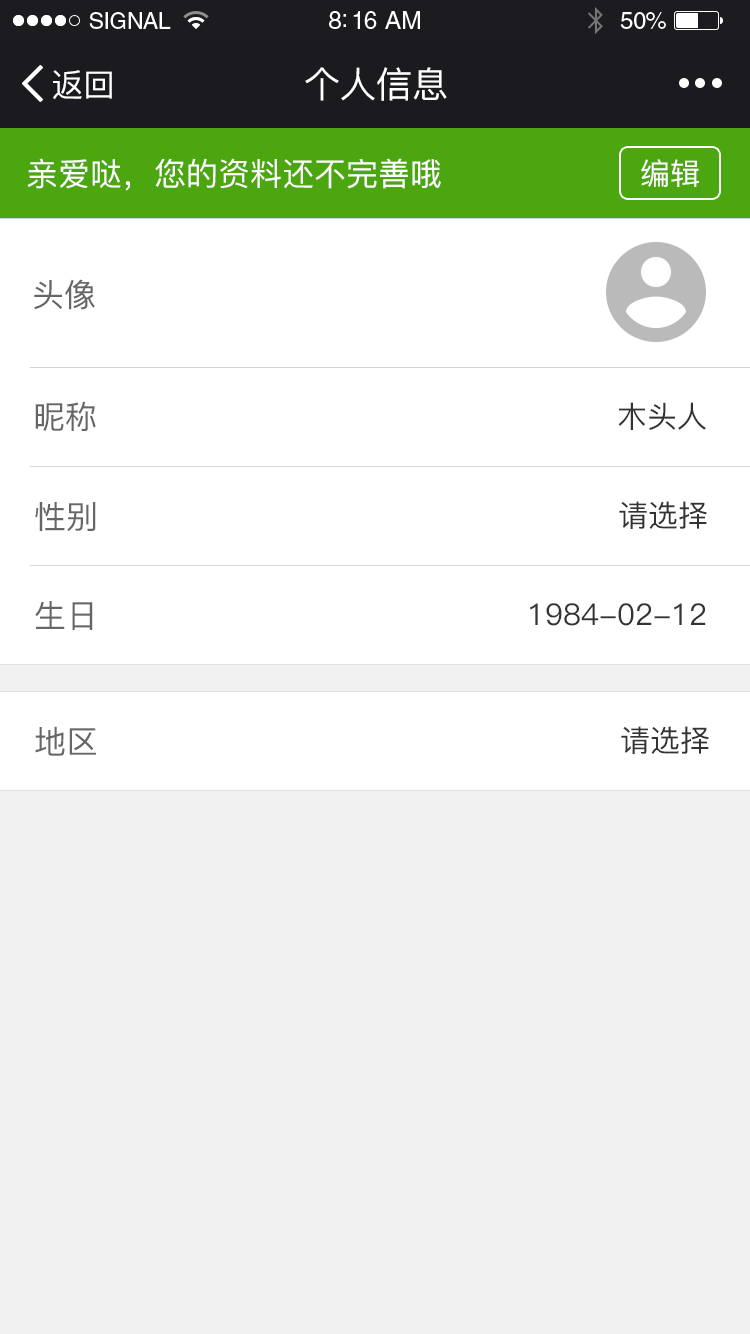 SIGNAL 8:16 AM 50%
返回 个人信息
亲爱哒，您的资料还不完善哦 编辑
头像
昵称 木头人
性别 请选择
生日 1984-02-12
地区 请选择